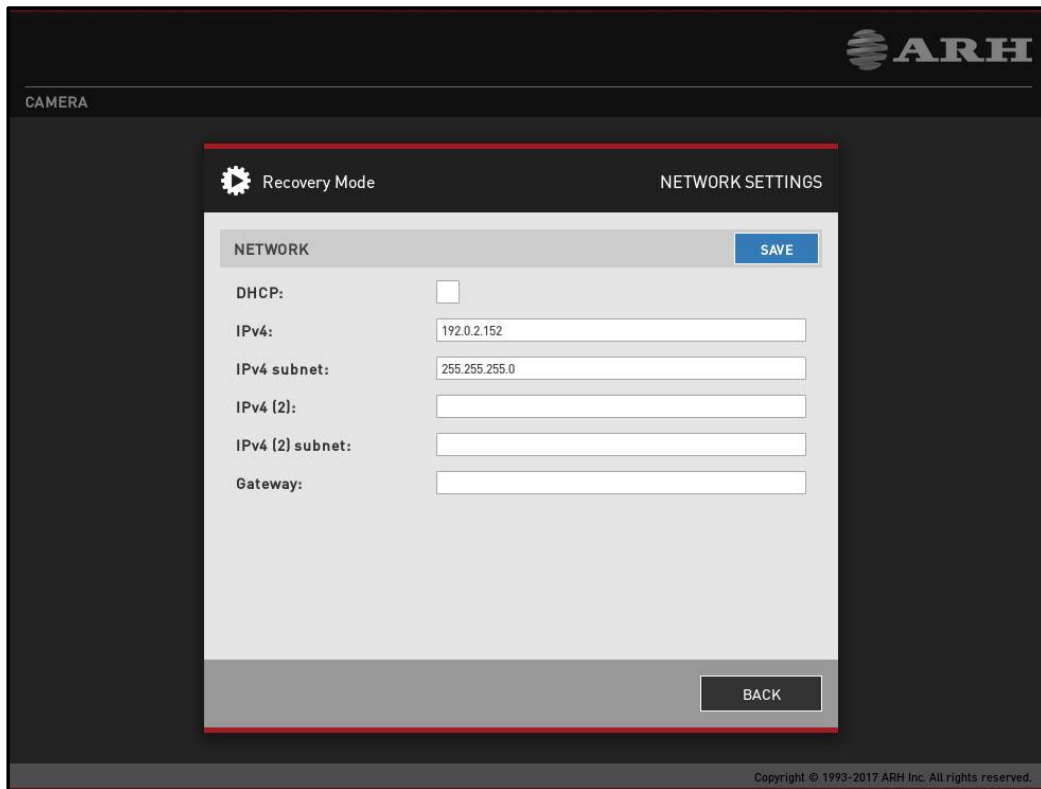 ARH
CAMERA
Recovery Mode NETWORK SETTINGS
NETWORK SAVE
DHCP:
IPv4: 192.0.2.152
IPv4 subnet: 255.255.255.0
IPv4 (2):
IPv4 (2) subnet:
Gateway:
BACK
Copyright © 1993-2017 ARH Inc. All rights reserved.